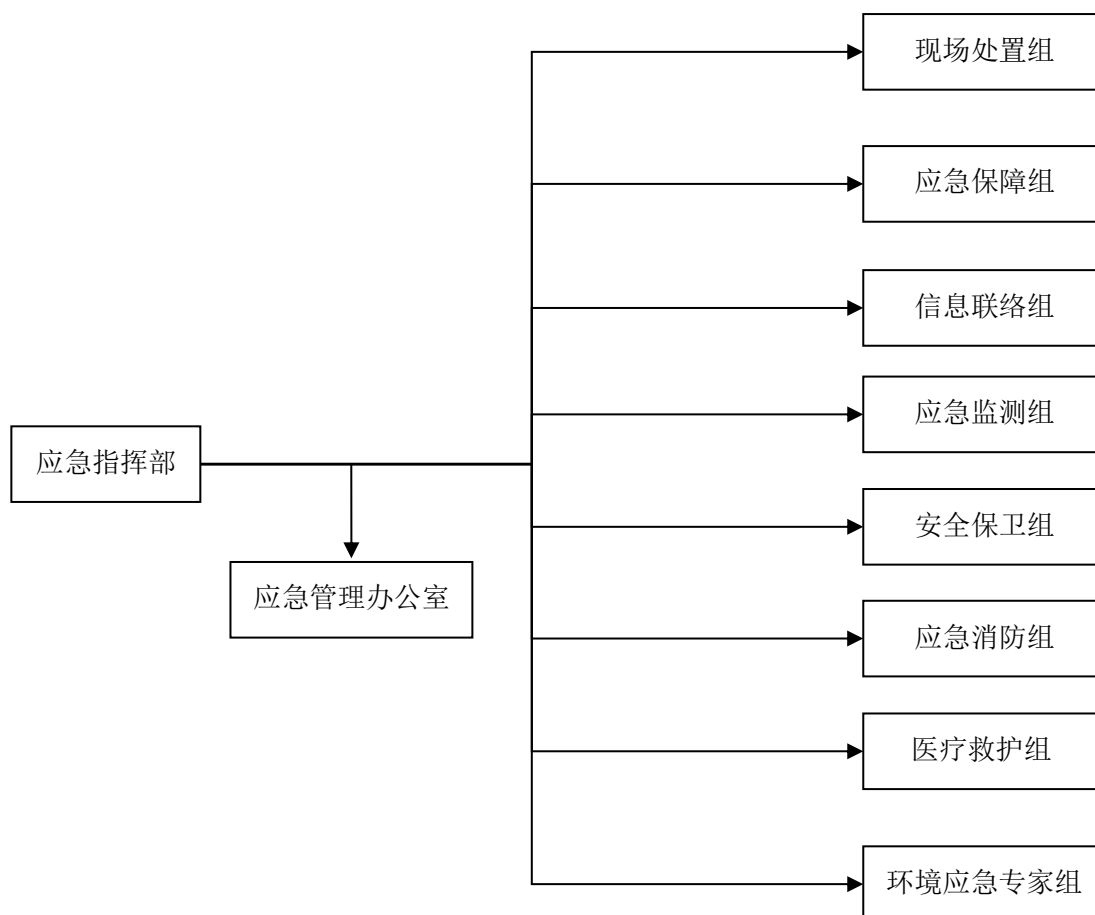 现场处置组
应急保障组
信息联络组
应急监测组
应急指挥部
安全保卫组
应急管理办公室
应急消防组
医疗救护组
环境应急专家组